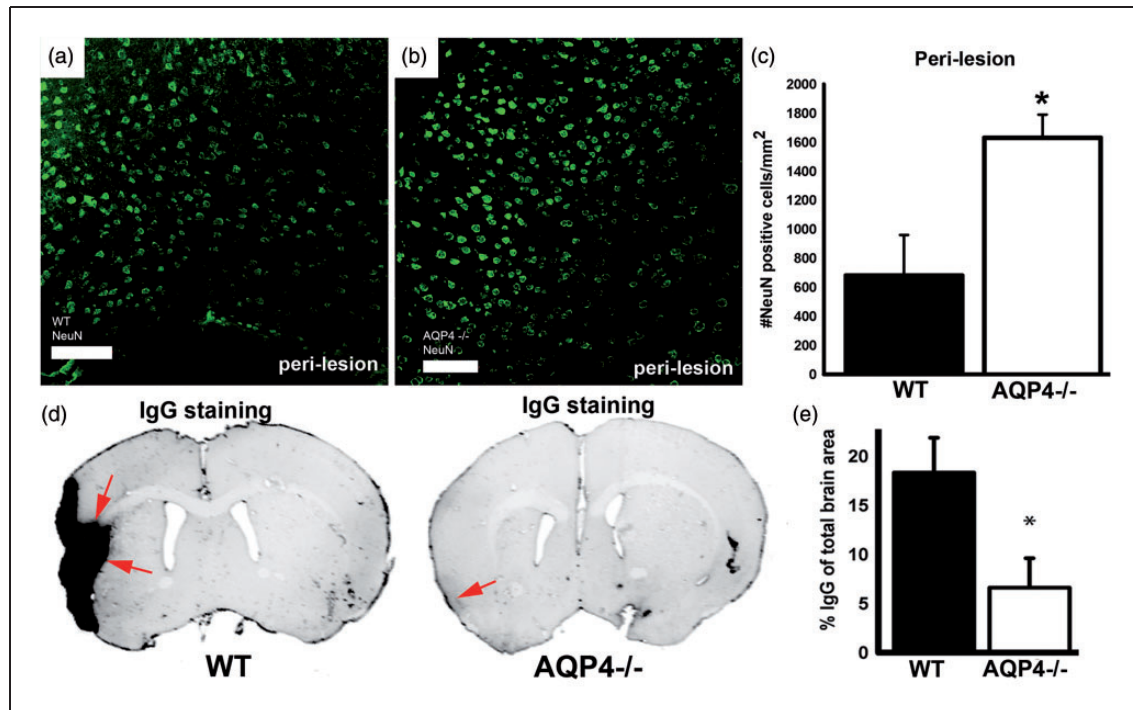 (a)
WT
NeuN
peri-lesion
(b)
AQP4 -/-
NeuN
peri-lesion
(c)
Peri-lesion
#NeuN positive cells/mm²
2000
1800
1600
1400
1200
1000
800
600
400
200
0
*
WT
AQP4-/-
(d)
IgG staining
WT
IgG staining
AQP4-/-
(e)
% IgG of total brain area
20
15
10
5
0
*
WT
AQP4-/-